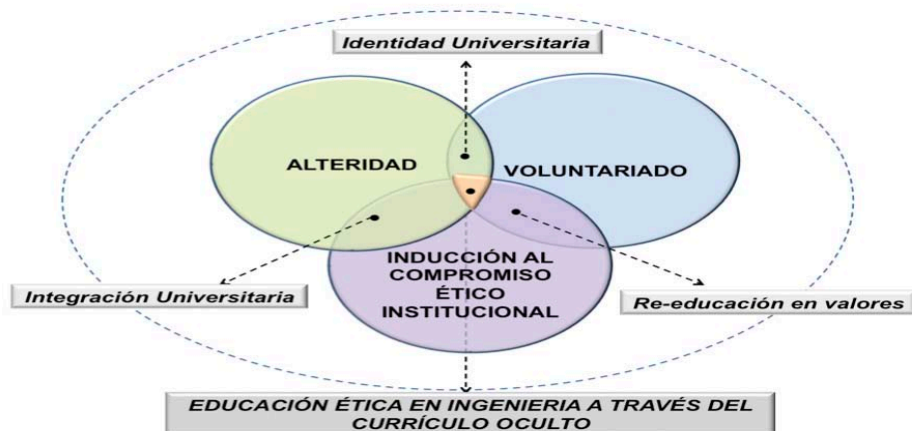 Identidad Universitaria
ALTERIDAD
VOLUNTARIADO
INDUCCIÓN AL
COMPROMISO
ÉTICO
INSTITUCIONAL
Integración Universitaria
Re-educación en valores
EDUCACIÓN ÉTICA EN INGENIERIA A TRAVÉS DEL
CURRÍCULO OCULTO